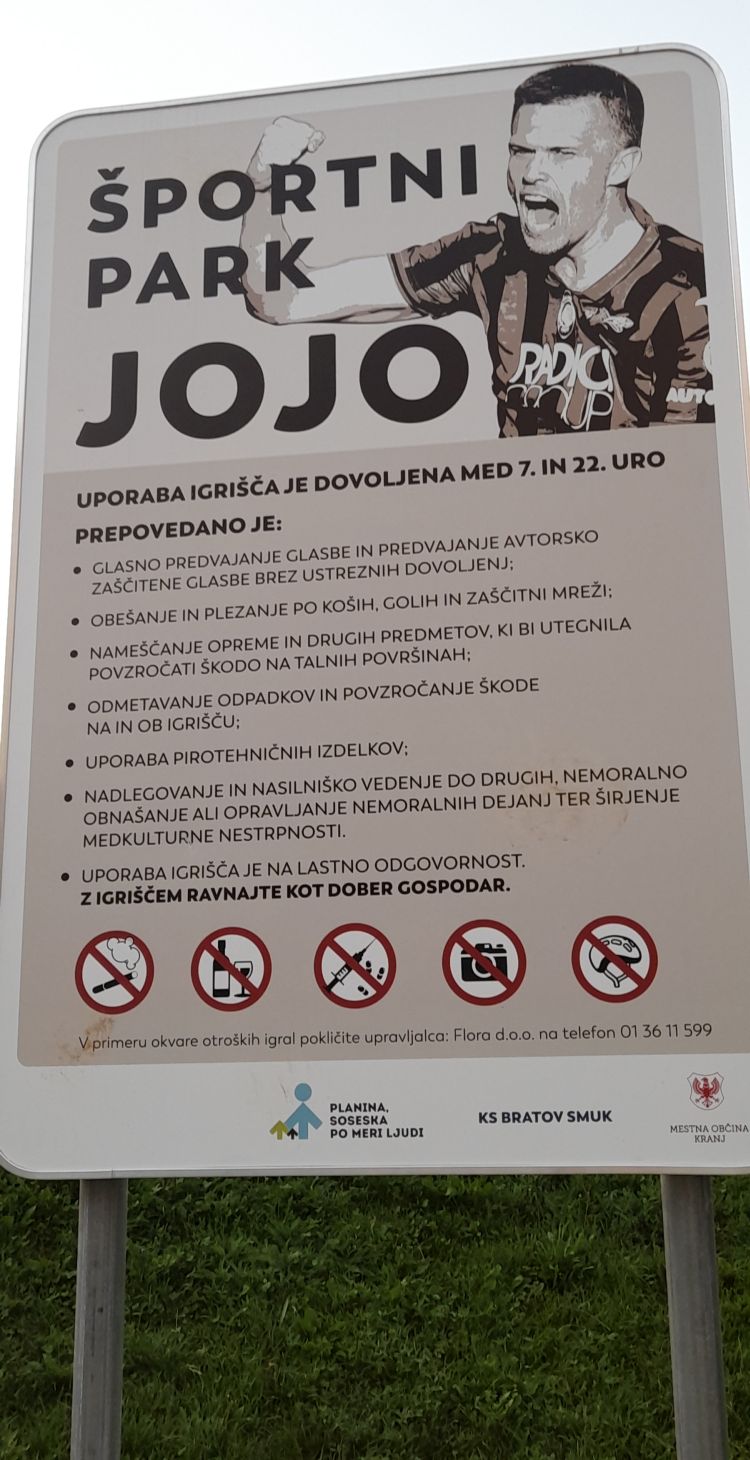 ŠPORTNI
PARK
JOJO
RADICI
GROUP
AUTO
UPORABA IGRIŠČA JE DOVOLJENA MED 7. IN 22. URO
PREPOVEDANO JE:
• GLASNO PREDVAJANJE GLASBE IN PREDVAJANJE AVTORSKO
ZAŠČITENE GLASBE BREZ USTREZNIH DOVOLJENJ;
• OBEŠANJE IN PLEZANJE PO KOŠIH, GOLIH IN ZAŠČITNI MREŽI;
• NAMEŠČANJE OPREME IN DRUGIH PREDMETOV, KI BI UTEGNILA
POVZROČATI ŠKODO NA TALNIH POVRŠINAH;
• ODMETAVANJE ODPADKOV IN POVZROČANJE ŠKODE
NA IN OB IGRIŠČU;
• UPORABA PIROTEHNIČNIH IZDELKOV;
• NADLEGOVANJE IN NASILNIŠKO VEDENJE DO DRUGIH, NEMORALNO
OBNAŠANJE ALI OPRAVLJANJE NEMORALNIH DEJANJ TER ŠIRJENJE
MEDKULTURNE NESTRPNOSTI.
• UPORABA IGRIŠČA JE NA LASTNO ODGOVORNOST.
Z IGRIŠČEM RAVNAJTE KOT DOBER GOSPODAR.
V primeru okvare otroških igral pokličite upravljalca: Flora d.o.o. na telefon 01 36 11 599
PLANINA,
SOSESKA
PO MERI LJUDI
KS BRATOV SMUK
MESTNA OBČINA
KRANJ